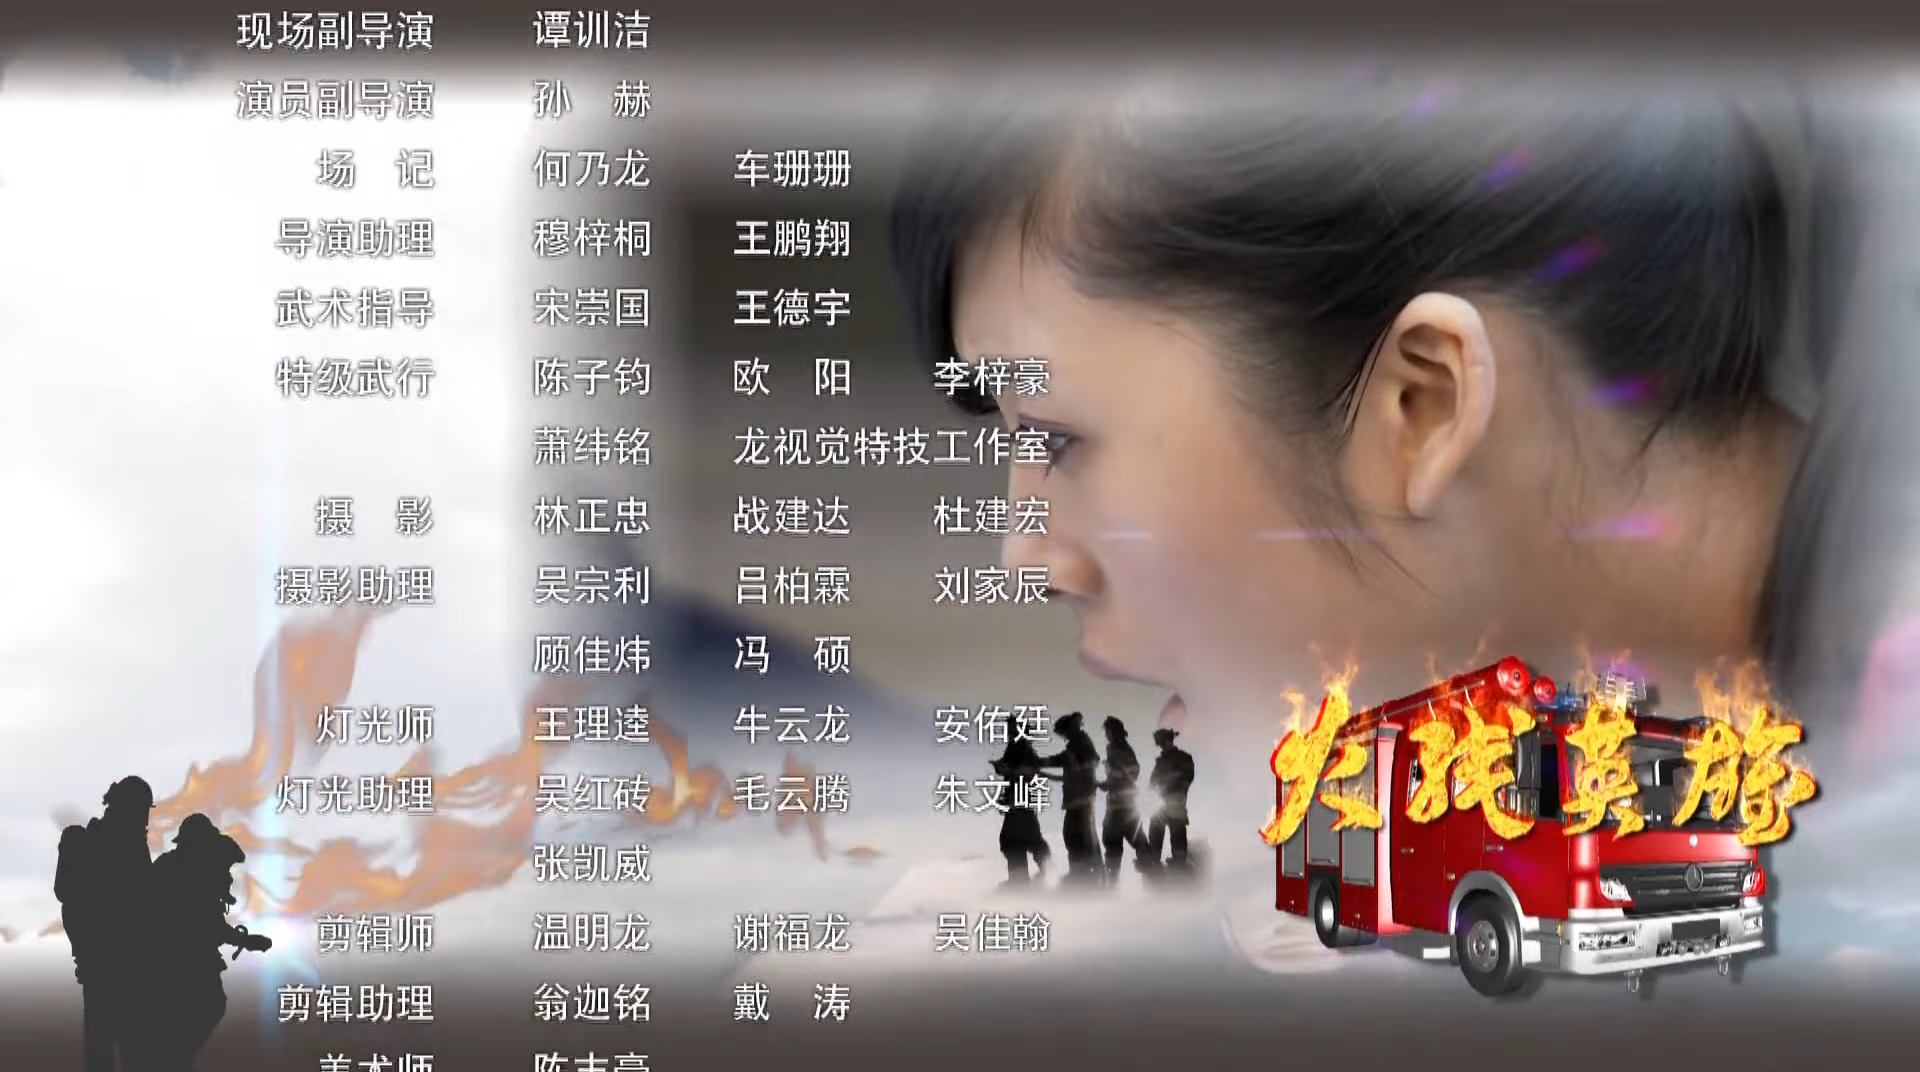 现场副导演 谭训洁
演员副导演 孙 赫
场 记 何乃龙 车珊珊
导演助理 穆梓桐 王鹏翔
武术指导 宋崇国 王德宇
特级武行 陈子钧 欧 阳 李梓豪
萧纬铭 龙视觉特技工作室
摄 影 林正忠 战建达 杜建宏
摄影助理 吴宗利 吕柏霖 刘家辰
顾佳炜 冯 硕
灯光师 王理逵 牛云龙 安佑廷
灯光助理 吴红砖 毛云腾 朱文峰
张凯威
剪辑师 温明龙 谢福龙 吴佳翰
剪辑助理 翁迦铭 戴 涛
美术师
火线英雄